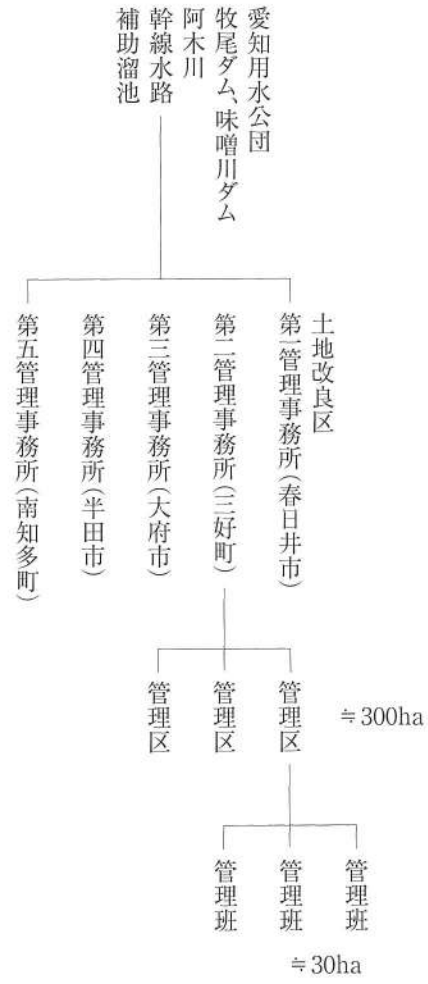 愛知用水公団
牧尾ダム、味噌川ダム
阿木川
幹線水路
補助溜池
土地改良区
第一管理事務所(春日井市)
第二管理事務所(三好町)
第三管理事務所(大府市)
第四管理事務所(半田市)
第五管理事務所(南知多町)
≒300ha
管理区
管理区
管理区
管理班
管理班
管理班
≒30ha